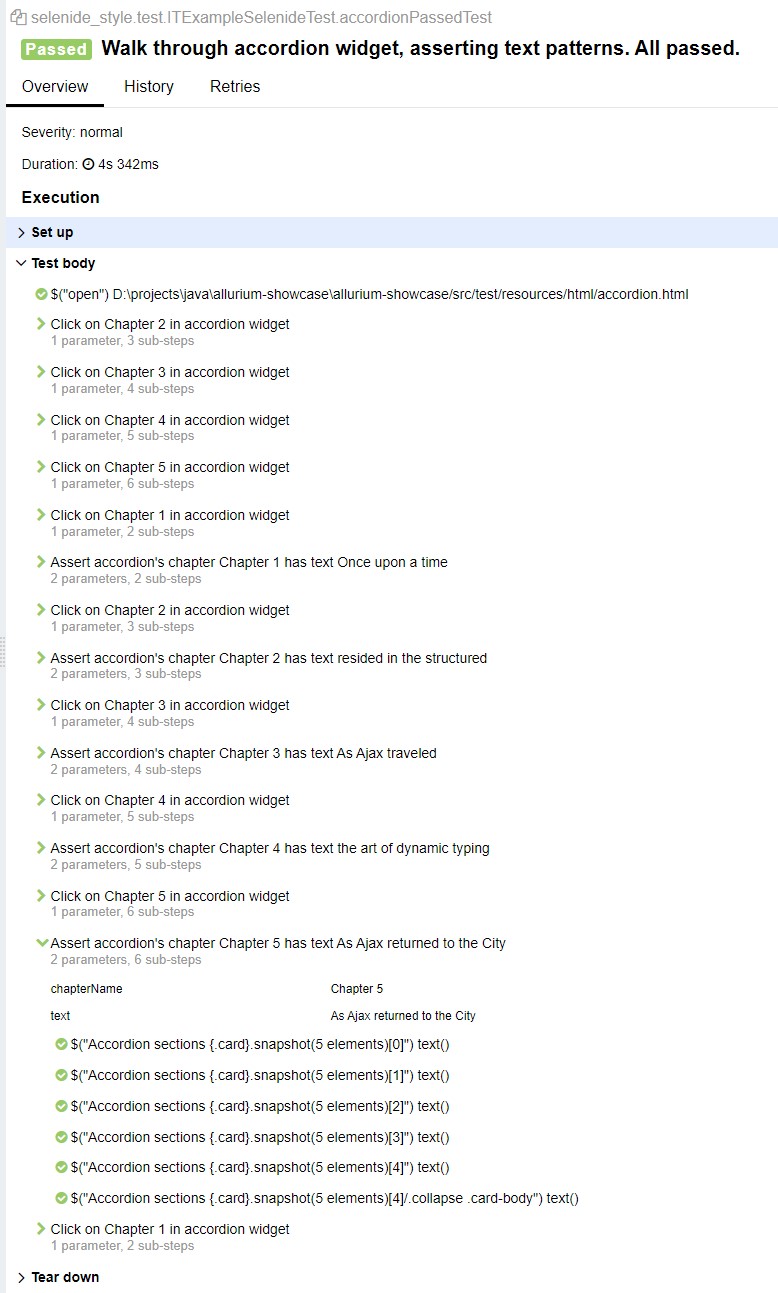 selenide_style.test.ITExampleSelenideTest.accordionPassedTest
Passed Walk through accordion widget, asserting text patterns. All passed.
Overview History Retries
Severity: normal
Duration: 4s 342ms
Execution
Set up
Test body
$("open") D:\projects\java\allurium-showcase\allurium-showcase/src/test/resources/html/accordion.html
Click on Chapter 2 in accordion widget
1 parameter, 3 sub-steps
Click on Chapter 3 in accordion widget
1 parameter, 4 sub-steps
Click on Chapter 4 in accordion widget
1 parameter, 5 sub-steps
Click on Chapter 5 in accordion widget
1 parameter, 6 sub-steps
Click on Chapter 1 in accordion widget
1 parameter, 2 sub-steps
Assert accordion's chapter Chapter 1 has text Once upon a time
2 parameters, 2 sub-steps
Click on Chapter 2 in accordion widget
1 parameter, 3 sub-steps
Assert accordion's chapter Chapter 2 has text resided in the structured
2 parameters, 3 sub-steps
Click on Chapter 3 in accordion widget
1 parameter, 4 sub-steps
Assert accordion's chapter Chapter 3 has text As Ajax traveled
2 parameters, 4 sub-steps
Click on Chapter 4 in accordion widget
1 parameter, 5 sub-steps
Assert accordion's chapter Chapter 4 has text the art of dynamic typing
2 parameters, 5 sub-steps
Click on Chapter 5 in accordion widget
1 parameter, 6 sub-steps
Assert accordion's chapter Chapter 5 has text As Ajax returned to the City
2 parameters, 6 sub-steps
chapterName Chapter 5
text As Ajax returned to the City
$("Accordion sections {.card}.snapshot(5 elements)[0]") text()
$("Accordion sections {.card}.snapshot(5 elements)[1]") text()
$("Accordion sections {.card}.snapshot(5 elements)[2]") text()
$("Accordion sections {.card}.snapshot(5 elements)[3]") text()
$("Accordion sections {.card}.snapshot(5 elements)[4]") text()
$("Accordion sections {.card}.snapshot(5 elements)[4]/.collapse .card-body") text()
Click on Chapter 1 in accordion widget
1 parameter, 2 sub-steps
Tear down